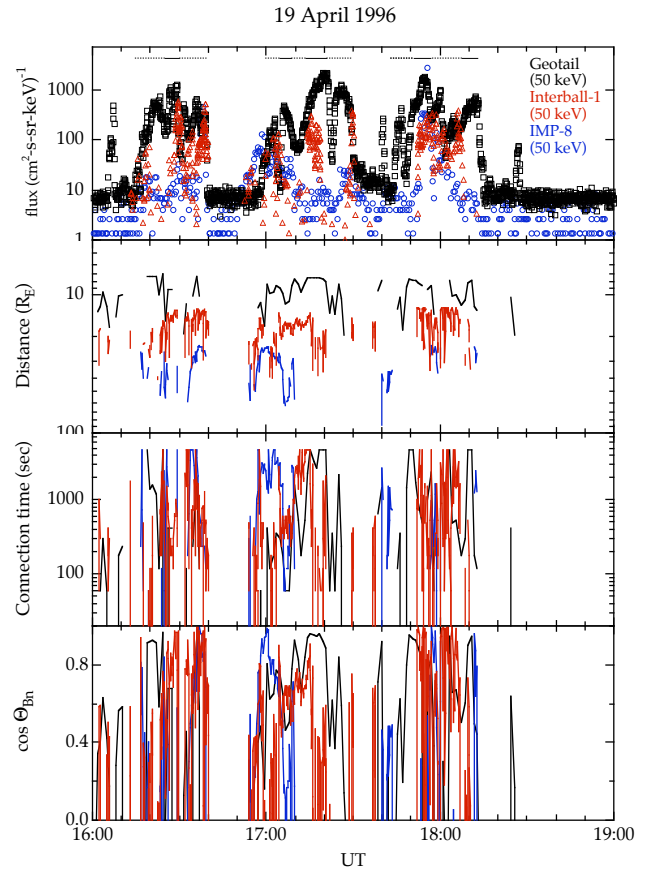 19 April 1996
Geotail
(50 keV)
Interball-1
(50 keV)
IMP-8
(50 keV)
flux (cm⁻²-s-sr-keV)⁻¹
1000
100
10
1
Distance (R_E)
10
100
Connection time (sec)
1000
100
cos Θ_Bn
0.8
0.4
0.0
16:00 17:00 18:00 19:00
UT